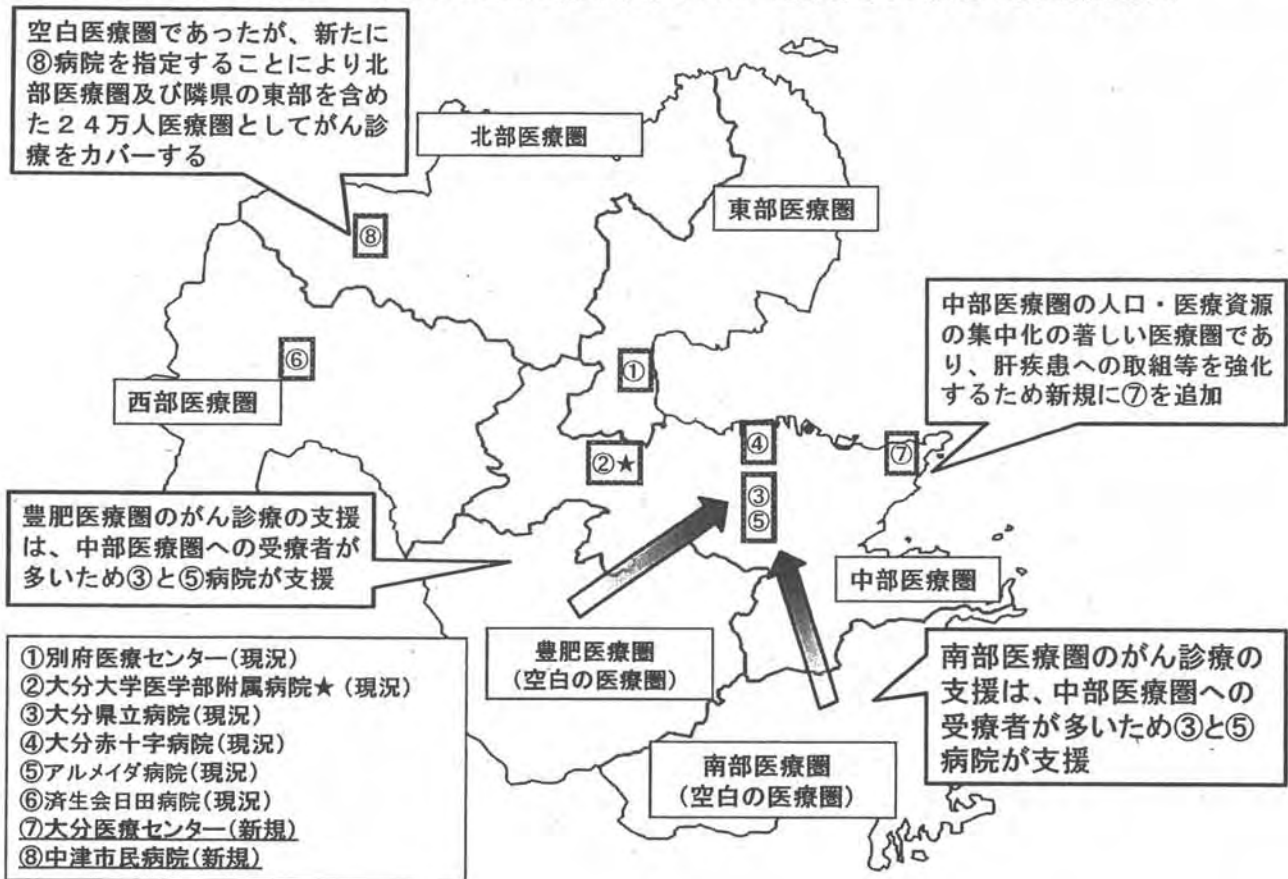 空白医療圏であったが、新たに
⑧病院を指定することにより北
部医療圏及び隣県の東部を含め
た２４万人医療圏としてがん診
療をカバーする
北部医療圏
東部医療圏
⑧
中部医療圏の人口・医療資源
の集中化の著しい医療圏であ
り、肝疾患への取組等を強化
するため新規に⑦を追加
⑥
①
西部医療圏
④
②★
⑦
③
⑤
豊肥医療圏のがん診療の支援
は、中部医療圏への受療者が
多いため③と⑤病院が支援
中部医療圏
豊肥医療圏
(空白の医療圏)
南部医療圏のがん診療の
支援は、中部医療圏への
受療者が多いため③と⑤
病院が支援
南部医療圏
(空白の医療圏)
①別府医療センター(現況)
②大分大学医学部附属病院★（現況)
③大分県立病院(現況)
④大分赤十字病院(現況)
⑤アルメイダ病院(現況)
⑥済生会日田病院(現況)
⑦大分医療センター(新規)
⑧中津市民病院(新規)